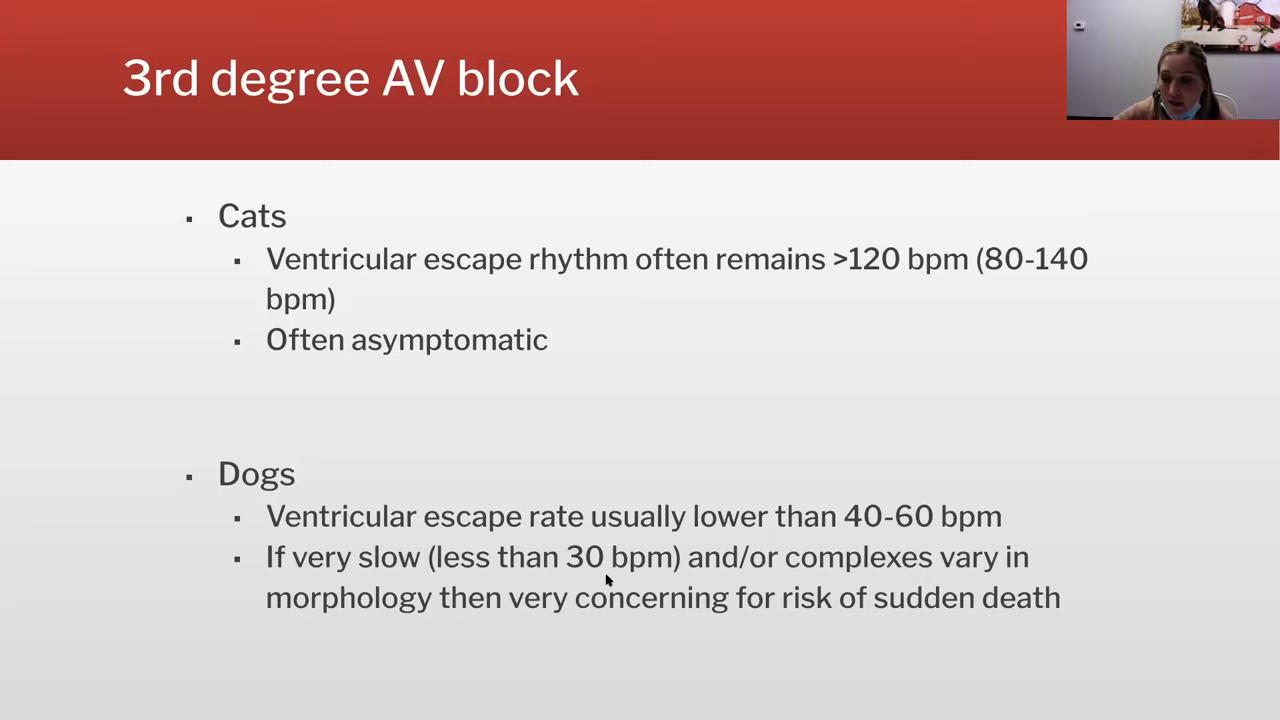 3rd degree AV block
▪ Cats
▪ Ventricular escape rhythm often remains >120 bpm (80-140
bpm)
▪ Often asymptomatic
▪ Dogs
▪ Ventricular escape rate usually lower than 40-60 bpm
▪ If very slow (less than 30 bpm) and/or complexes vary in
morphology then very concerning for risk of sudden death